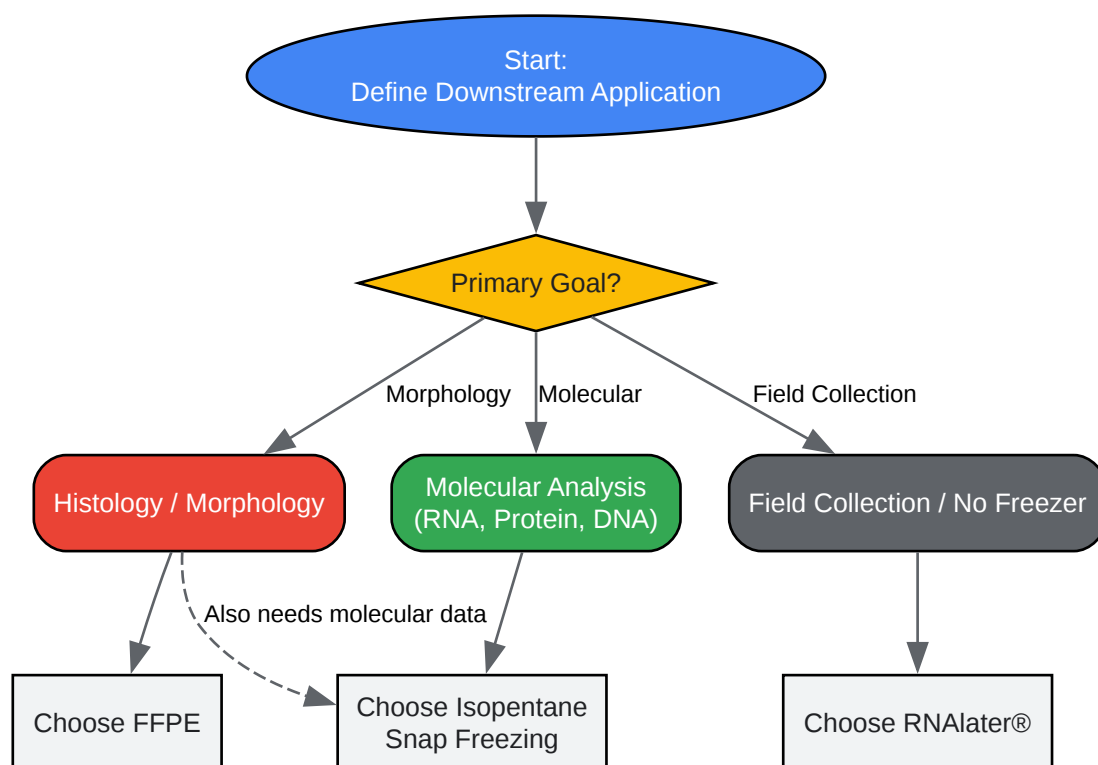 Start:
Define Downstream Application
Primary Goal?
Morphology
Molecular
Field Collection
Histology / Morphology
Molecular Analysis
(RNA, Protein, DNA)
Field Collection / No Freezer
Also needs molecular data
Choose FFPE
Choose Isopentane
Snap Freezing
Choose RNAlater®